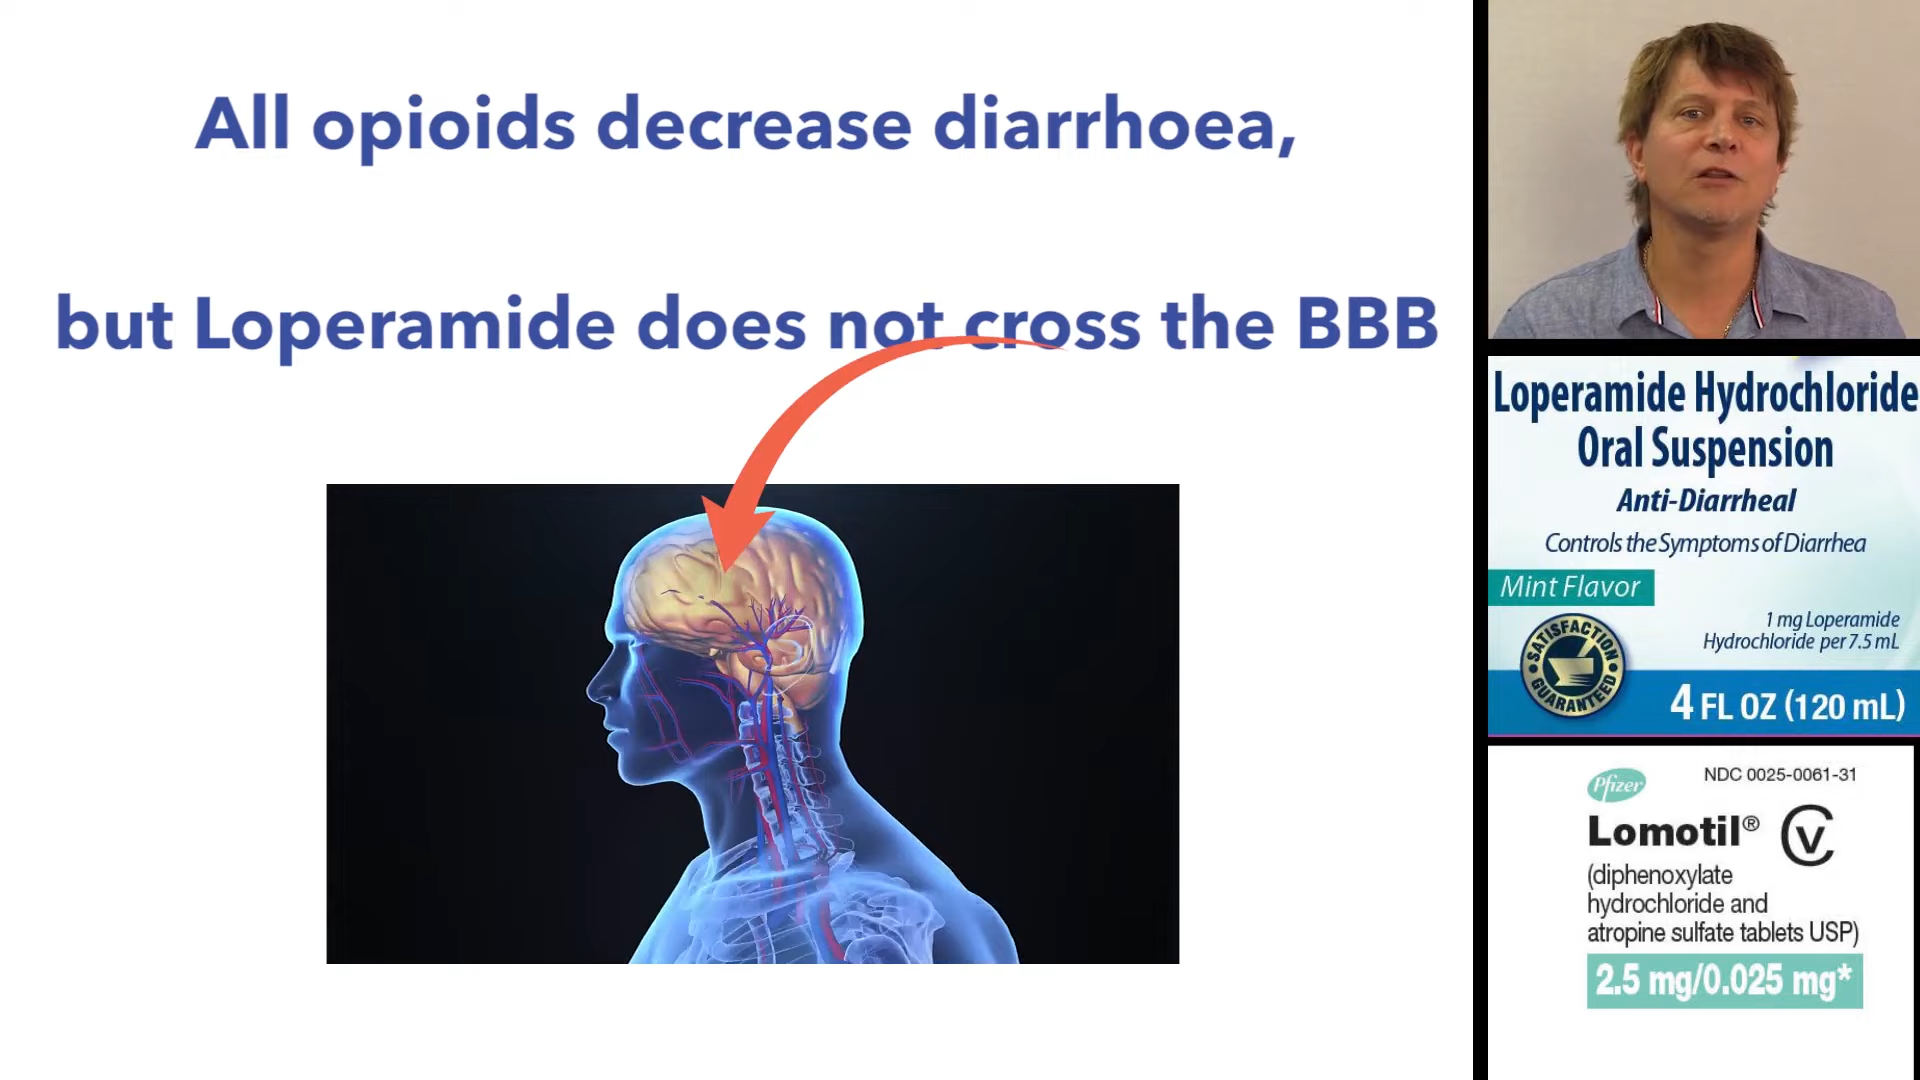 All opioids decrease diarrhoea,
but Loperamide does not cross the BBB
Loperamide Hydrochloride
Oral Suspension
Anti-Diarrheal
Controls the Symptoms of Diarrhea
Mint Flavor
1 mg Loperamide
Hydrochloride per 7.5 mL
SATISFACTION
GUARANTEED
4 FL OZ (120 mL)
Pfizer
NDC 0025-0061-31
Lomotil® CV
(diphenoxylate
hydrochloride and
atropine sulfate tablets USP)
2.5 mg/0.025 mg*